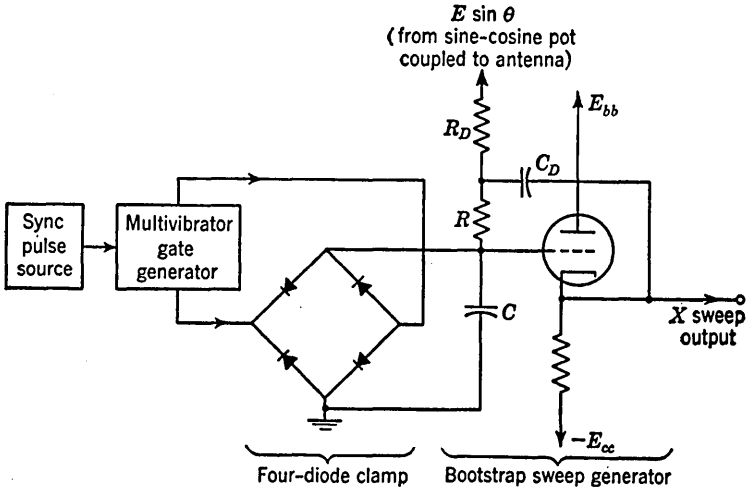 E sin θ
(from sine-cosine pot
coupled to antenna)
E_bb
R_D
C_D
Sync
pulse
source
Multivibrator
gate
generator
R
C
X sweep
output
-E_cc
Four-diode clamp
Bootstrap sweep generator